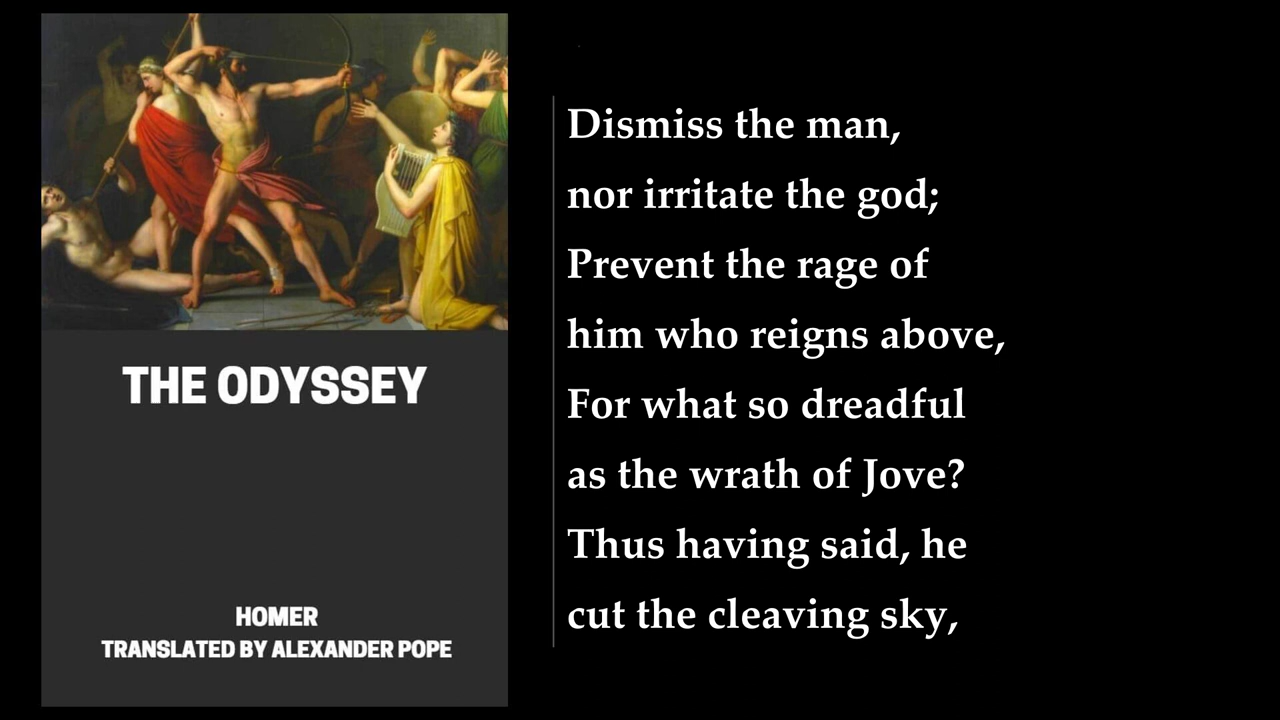 THE ODYSSEY
HOMER
TRANSLATED BY ALEXANDER POPE
Dismiss the man,
nor irritate the god;
Prevent the rage of
him who reigns above,
For what so dreadful
as the wrath of Jove?
Thus having said, he
cut the cleaving sky,